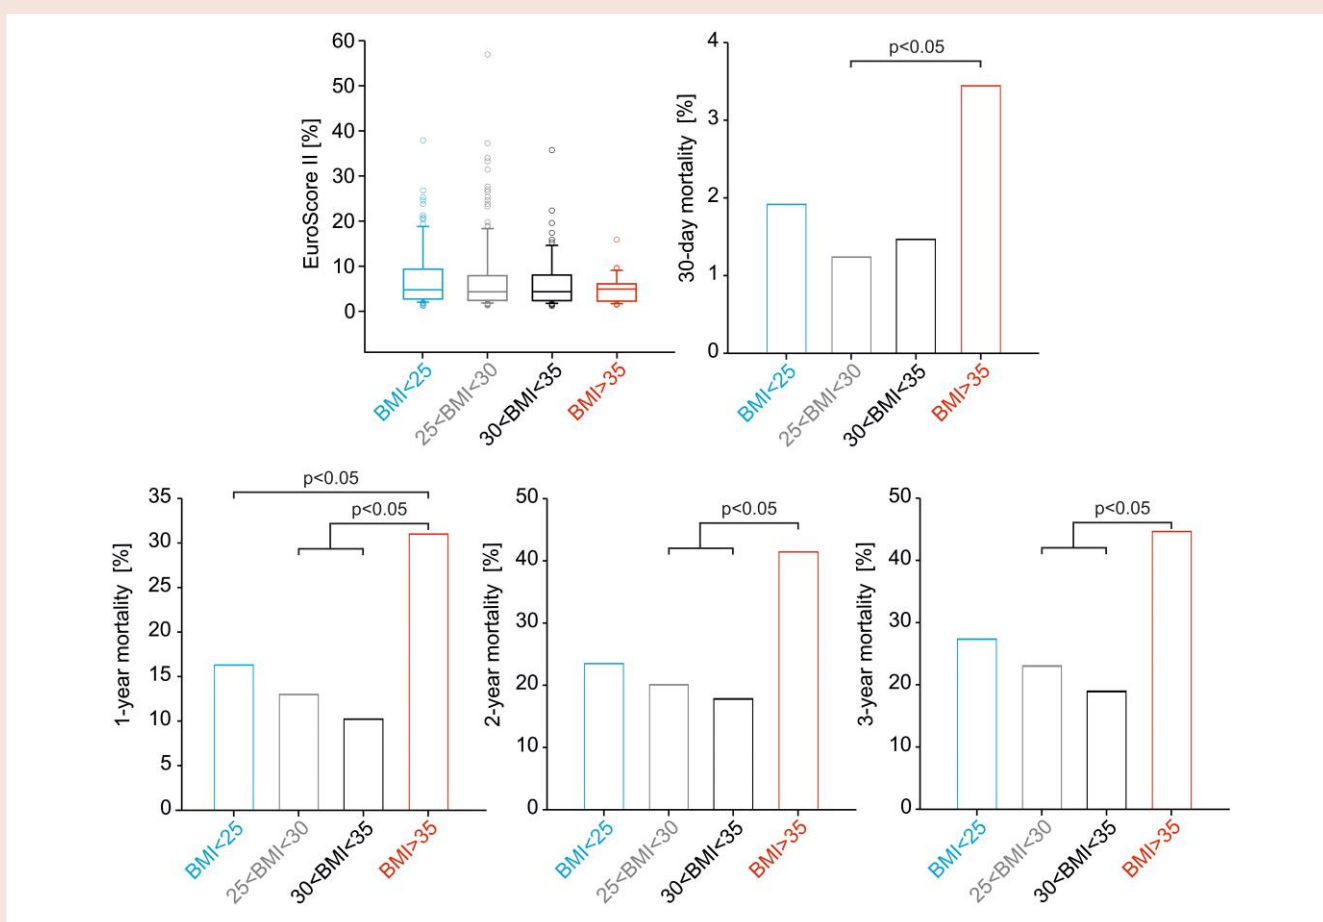 EuroScore II [%]
60
50
40
30
20
10
0
BMI<25
25<BMI<30
30<BMI<35
BMI>35
30-day mortality [%]
4
3
2
1
0
p<0.05
BMI<25
25<BMI<30
30<BMI<35
BMI>35
1-year mortality [%]
35
30
25
20
15
10
5
0
p<0.05
p<0.05
BMI<25
25<BMI<30
30<BMI<35
BMI>35
2-year mortality [%]
50
40
30
20
10
0
p<0.05
BMI<25
25<BMI<30
30<BMI<35
BMI>35
3-year mortality [%]
50
40
30
20
10
0
p<0.05
BMI<25
25<BMI<30
30<BMI<35
BMI>35